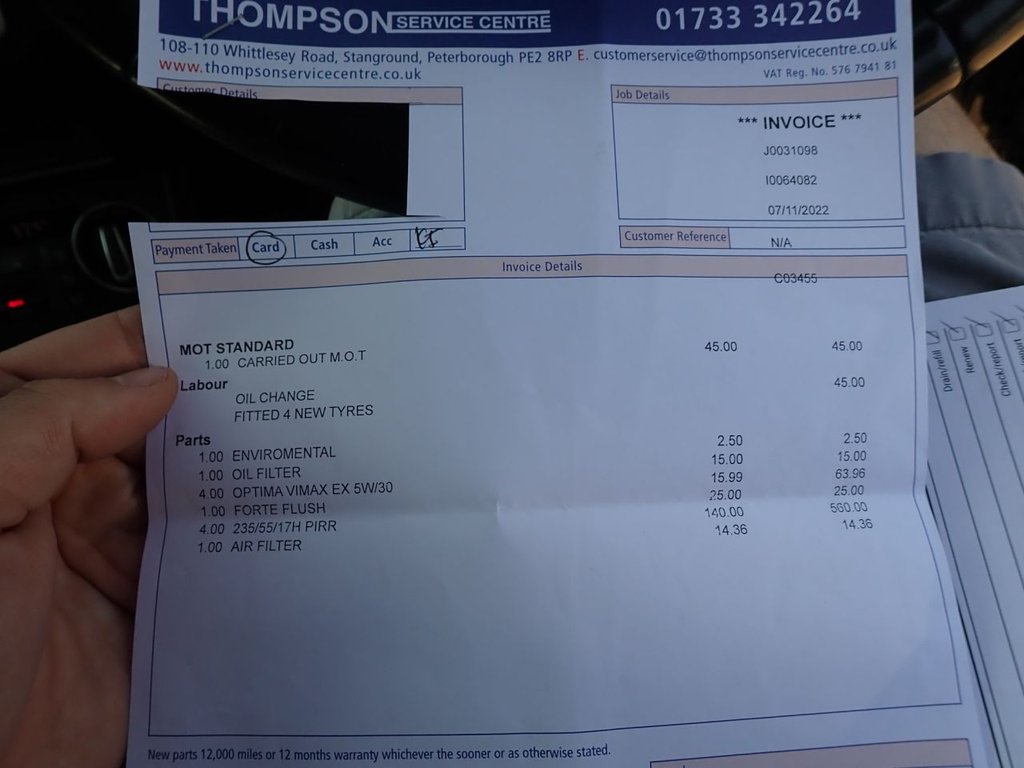 THOMPSON SERVICE CENTRE
01733 342264
108-110 Whittlesey Road, Stanground, Peterborough PE2 8RP E. customerservice@thompsonservicecentre.co.uk
www.thompsonservicecentre.co.uk
VAT Reg. No. 576 7941 81
Customer Details
Job Details
*** INVOICE ***
J0031098
I0064082
07/11/2022
Payment Taken Card Cash Acc
Customer Reference N/A
Invoice Details
C03455
MOT STANDARD
1.00 CARRIED OUT M.O.T 45.00 45.00
Labour 45.00
OIL CHANGE
FITTED 4 NEW TYRES
Parts
1.00 ENVIROMENTAL 2.50 2.50
1.00 OIL FILTER 15.00 15.00
4.00 OPTIMA VIMAX EX 5W/30 15.99 63.96
1.00 FORTE FLUSH 25.00 25.00
4.00 235/55/17H PIRR 140.00 560.00
1.00 AIR FILTER 14.36 14.36
New parts 12,000 miles or 12 months warranty whichever the sooner or as otherwise stated.
Drain/refill
Renew
Check/report